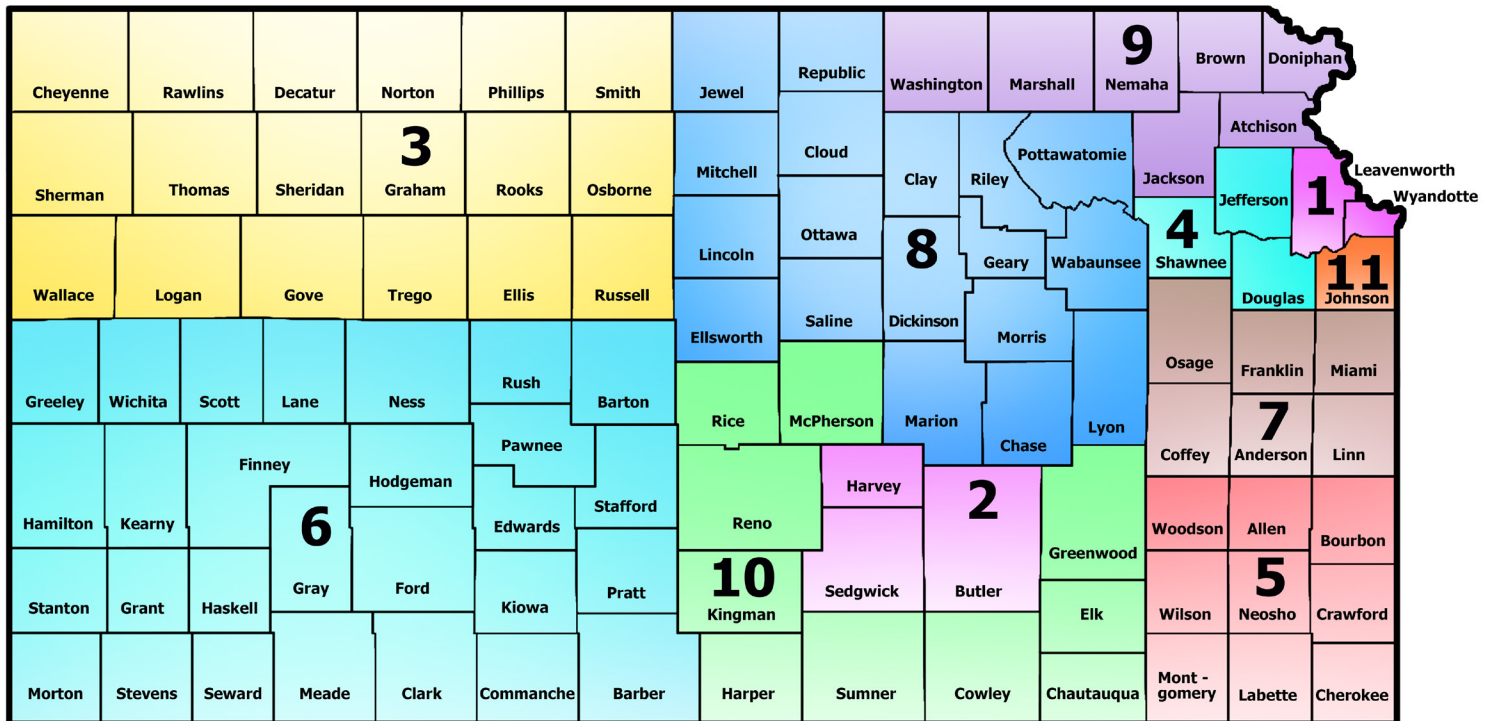 9
Republic
Brown
Doniphan
Cheyenne
Rawlins
Decatur
Norton
Phillips
Smith
Jewel
Washington
Marshall
Nemaha
Atchison
3
Cloud
Pottawatomie
Mitchell
Leavenworth
Sherman
Thomas
Sheridan
Graham
Rooks
Osborne
Clay
Riley
Jackson
Jefferson
1
Wyandotte
4
8
Ottawa
Lincoln
Geary
Wabaunsee
Shawnee
11
Wallace
Logan
Gove
Trego
Ellis
Russell
Douglas
Johnson
Saline
Dickinson
Ellsworth
Morris
Osage
Franklin
Miami
Greeley
Wichita
Scott
Lane
Ness
Rush
Barton
Rice
McPherson
Marion
Chase
Lyon
7
Pawnee
Coffey
Anderson
Linn
Finney
Hodgeman
Harvey
2
Hamilton
Kearny
6
Edwards
Stafford
Reno
Greenwood
Woodson
Allen
Bourbon
10
5
Stanton
Grant
Haskell
Gray
Ford
Kiowa
Pratt
Kingman
Sedgwick
Butler
Elk
Wilson
Neosho
Crawford
Morton
Stevens
Seward
Meade
Clark
Commanche
Barber
Harper
Sumner
Cowley
Chautauqua
Mont -
gomery
Labette
Cherokee